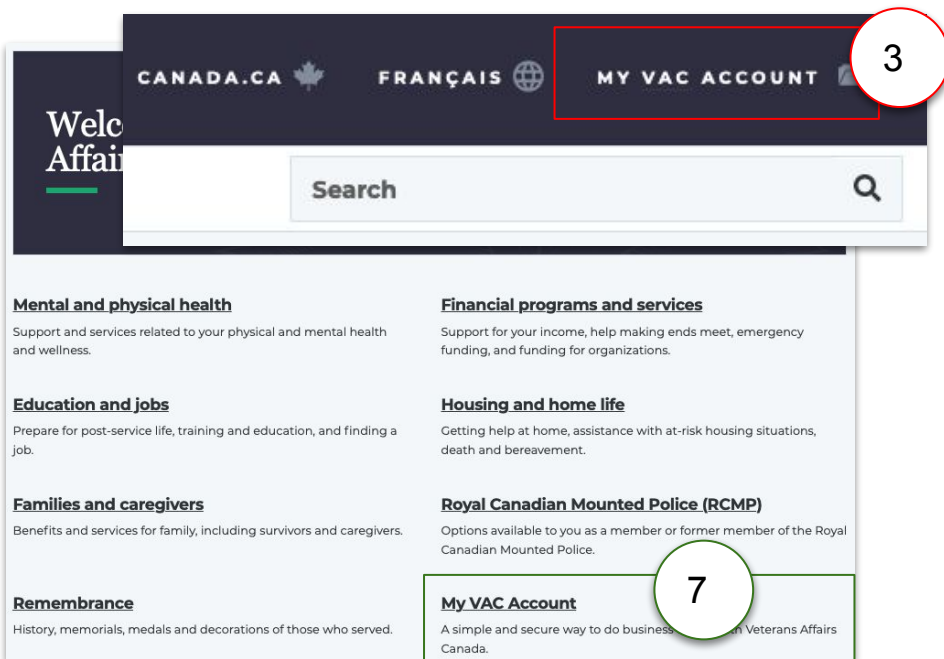 CANADA.CA FRANÇAIS MY VAC ACCOUNT 3
Search
Mental and physical health
Support and services related to your physical and mental health
and wellness.
Financial programs and services
Support for your income, help making ends meet, emergency
funding, and funding for organizations.
Education and jobs
Prepare for post-service life, training and education, and finding a
job.
Housing and home life
Getting help at home, assistance with at-risk housing situations,
death and bereavement.
Families and caregivers
Benefits and services for family, including survivors and caregivers.
Royal Canadian Mounted Police (RCMP)
Options available to you as a member or former member of the Royal
Canadian Mounted Police.
Remembrance
History, memorials, medals and decorations of those who served.
7
My VAC Account
A simple and secure way to do business Veterans Affairs
Canada.